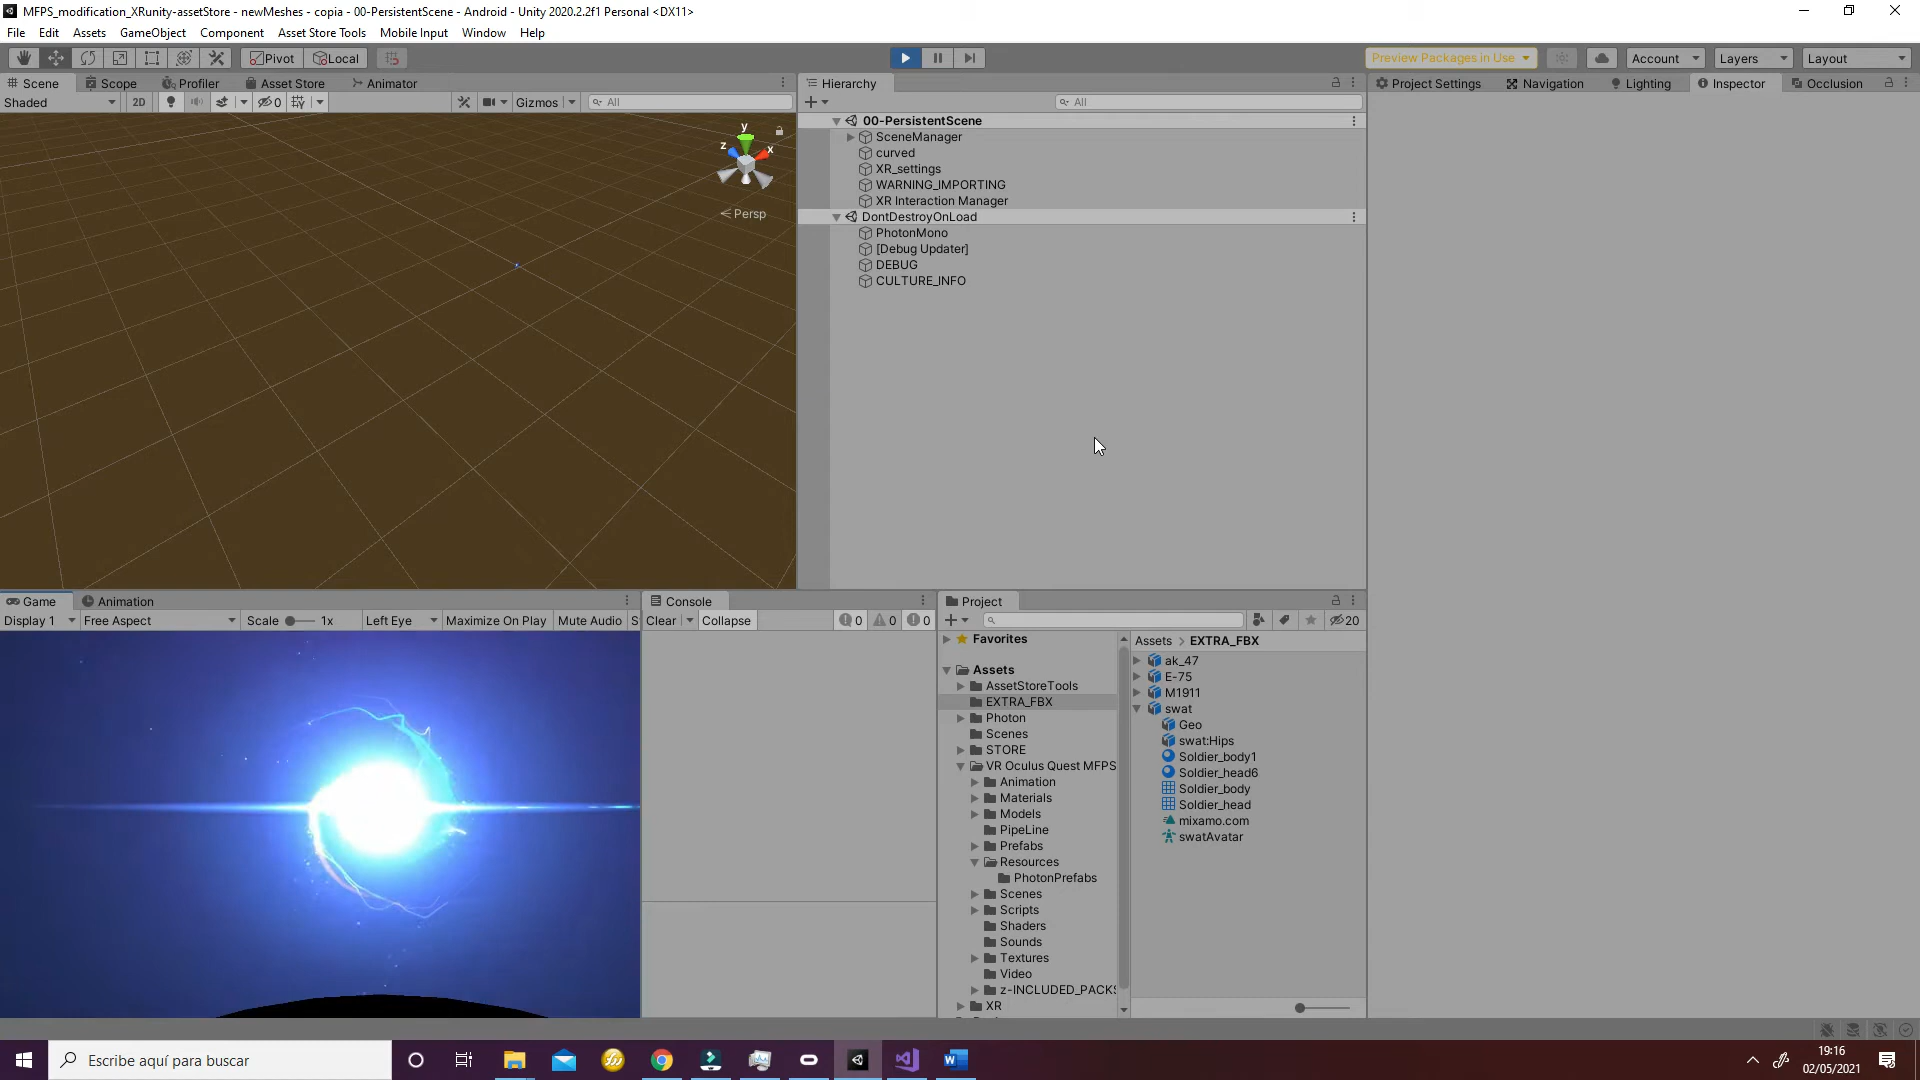 MFPS_modification_XRunity-assetStore - newMeshes - copia - 00-PersistentScene - Android - Unity 2020.2.2f1 Personal <DX11>
File Edit Assets GameObject Component Asset Store Tools Mobile Input Window Help
Pivot Local Preview Packages in Use Account Layers Layout
Scene Scope Profiler Asset Store Animator
Shaded 2D 0 Gizmos All
y
z x
Persp
Hierarchy
All
00-PersistentScene
SceneManager
curved
XR_settings
WARNING_IMPORTING
XR Interaction Manager
DontDestroyOnLoad
PhotonMono
[Debug Updater]
DEBUG
CULTURE_INFO
Project Settings Navigation Lighting Inspector Occlusion
Game Animation
Display 1 Free Aspect Scale 1x Left Eye Maximize On Play Mute Audio S
Console
Clear Collapse 0 0 0
Project
20
Favorites
Assets
AssetStoreTools
EXTRA_FBX
Photon
Scenes
STORE
VR Oculus Quest MFPS
Animation
Materials
Models
PipeLine
Prefabs
Resources
PhotonPrefabs
Scenes
Scripts
Shaders
Sounds
Textures
Video
z-INCLUDED_PACKS
XR
Assets > EXTRA_FBX
ak_47
E-75
M1911
swat
Geo
swat:Hips
Soldier_body1
Soldier_head6
Soldier_body
Soldier_head
mixamo.com
swatAvatar
Escribe aquí para buscar
19:16
02/05/2021